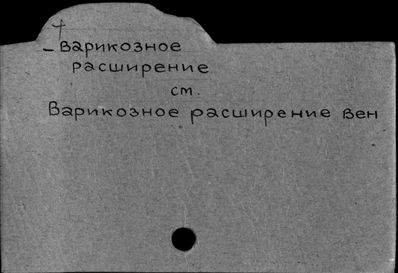 – Варикозное
расширение
см.
Варикозное расширение вен